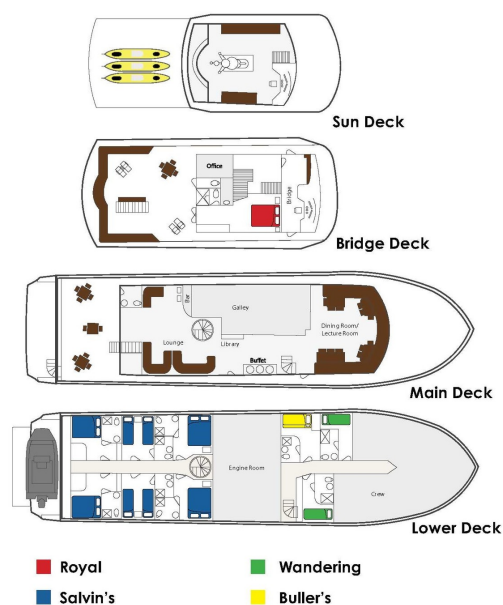 Sun Deck
Office
Bridge
Bridge Deck
Bar
Galley
Dining Room/
Lecture Room
Lounge
Library
Buffet
Main Deck
Engine Room
Crew
Lower Deck
Royal
Wandering
Salvin's
Buller's